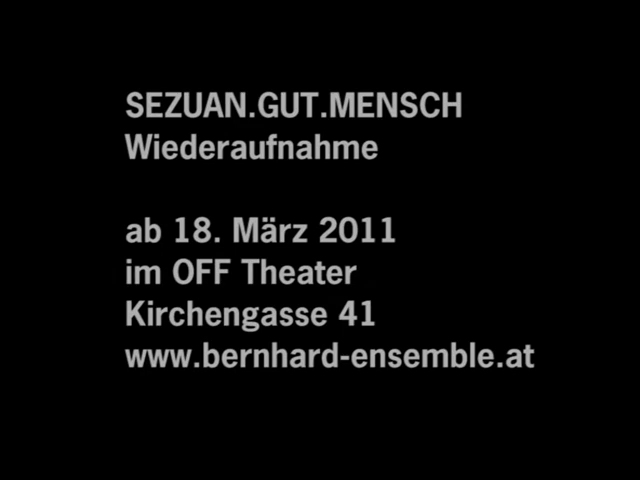 SEZUAN.GUT.MENSCH
Wiederaufnahme
ab 18. März 2011
im OFF Theater
Kirchengasse 41
www.bernhard-ensemble.at